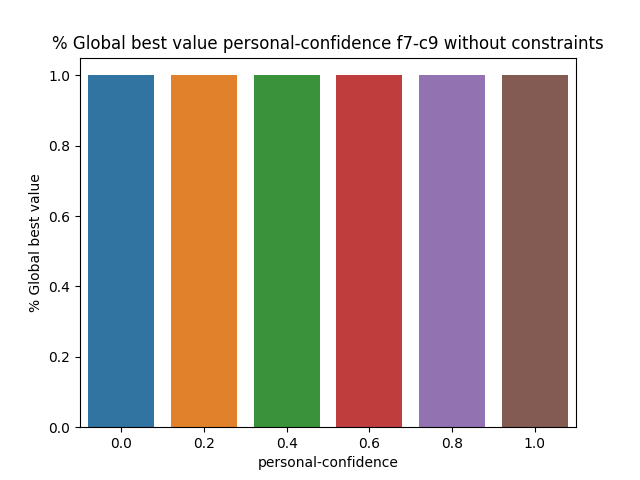 % Global best value personal-confidence f7-c9 without constraints
1.0
0.8
0.6
0.4
0.2
0.0
% Global best value
0.0 0.2 0.4 0.6 0.8 1.0
personal-confidence